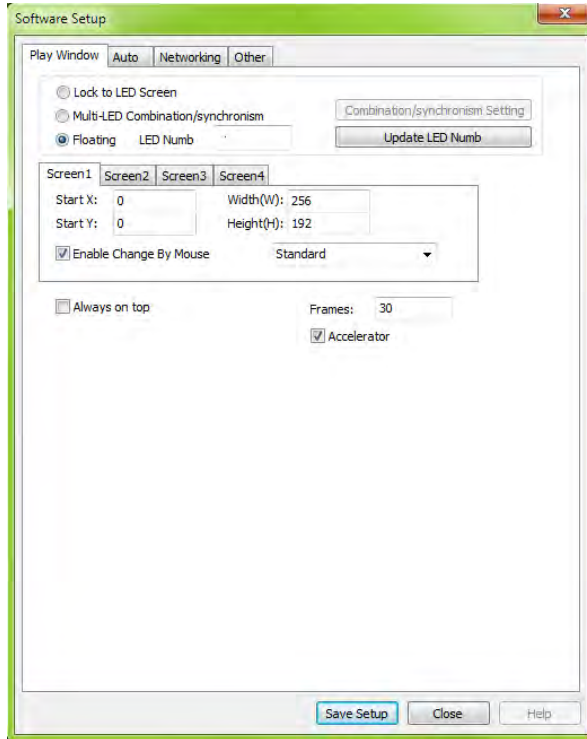 Software Setup
Play Window Auto Networking Other
Lock to LED Screen
Multi-LED Combination/synchronism Combination/synchronism Setting
Floating LED Numb Update LED Numb
Screen1 Screen2 Screen3 Screen4
Start X: 0 Width(W): 256
Start Y: 0 Height(H): 192
Enable Change By Mouse Standard
Always on top Frames: 30
Accelerator
Save Setup Close Help